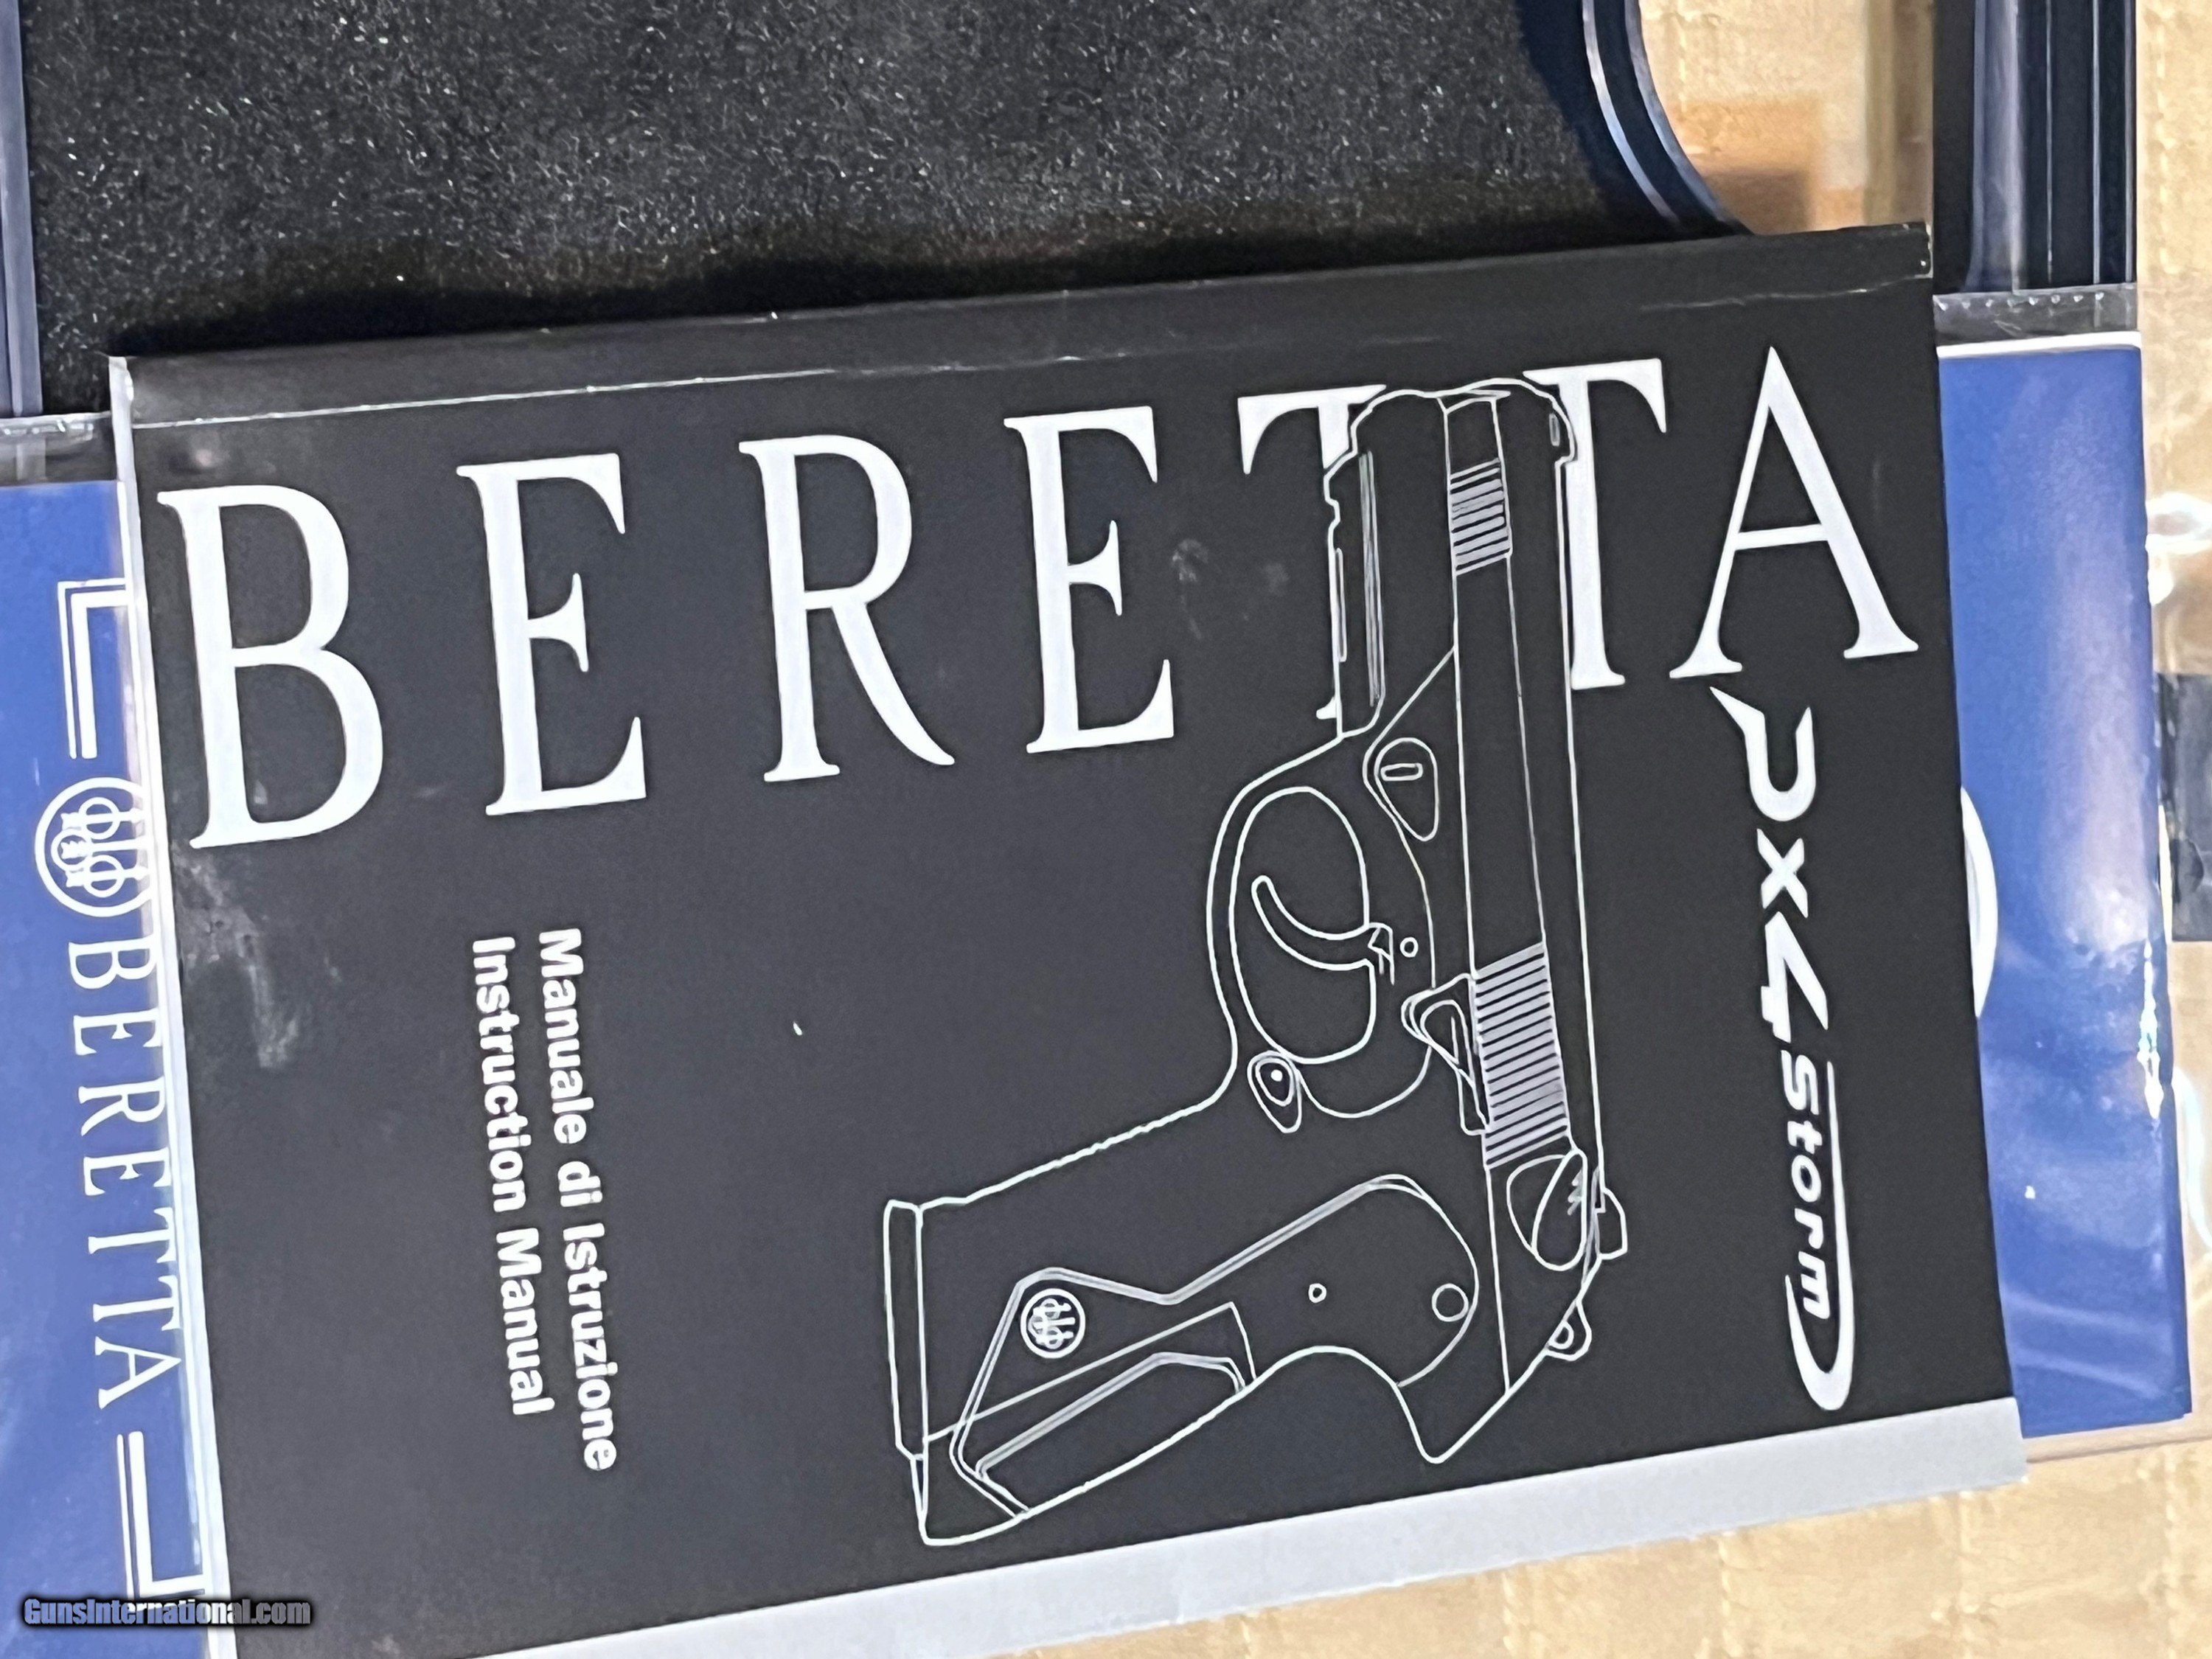 BERETTA
Px4 storm
Manuale di Istruzione
Instruction Manual
BERETTA
GunsInternational.com